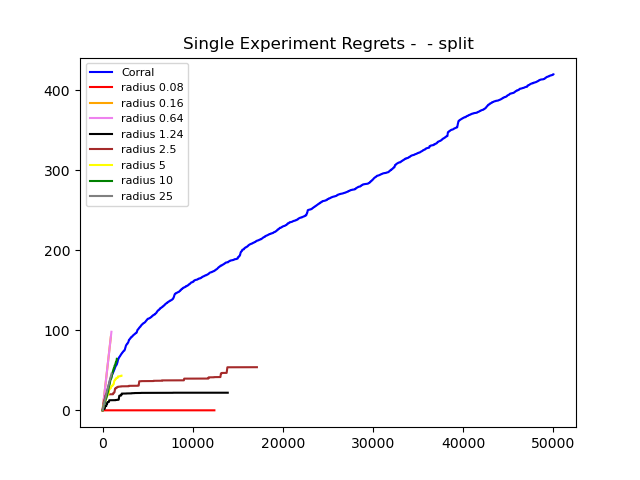 Single Experiment Regrets -  - split
Corral
radius 0.08
radius 0.16
radius 0.64
radius 1.24
radius 2.5
radius 5
radius 10
radius 25
400
300
200
100
0
0 10000 20000 30000 40000 50000